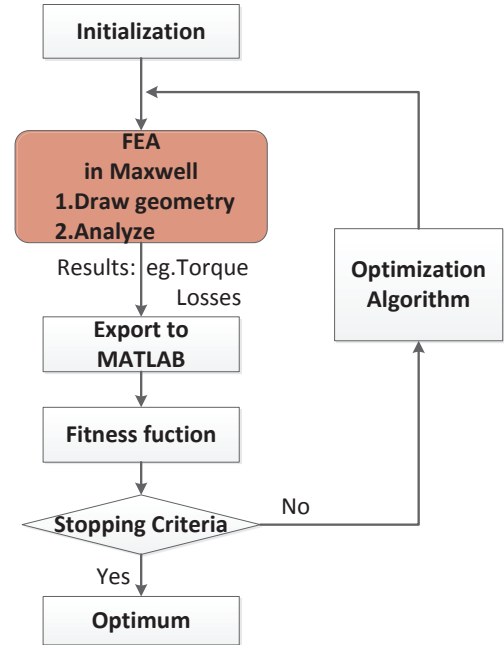 Initialization
FEA
in Maxwell
1.Draw geometry
2.Analyze
Results: eg.Torque
Losses
Optimization
Algorithm
Export to
MATLAB
Fitness fuction
Stopping Criteria
No
Yes
Optimum